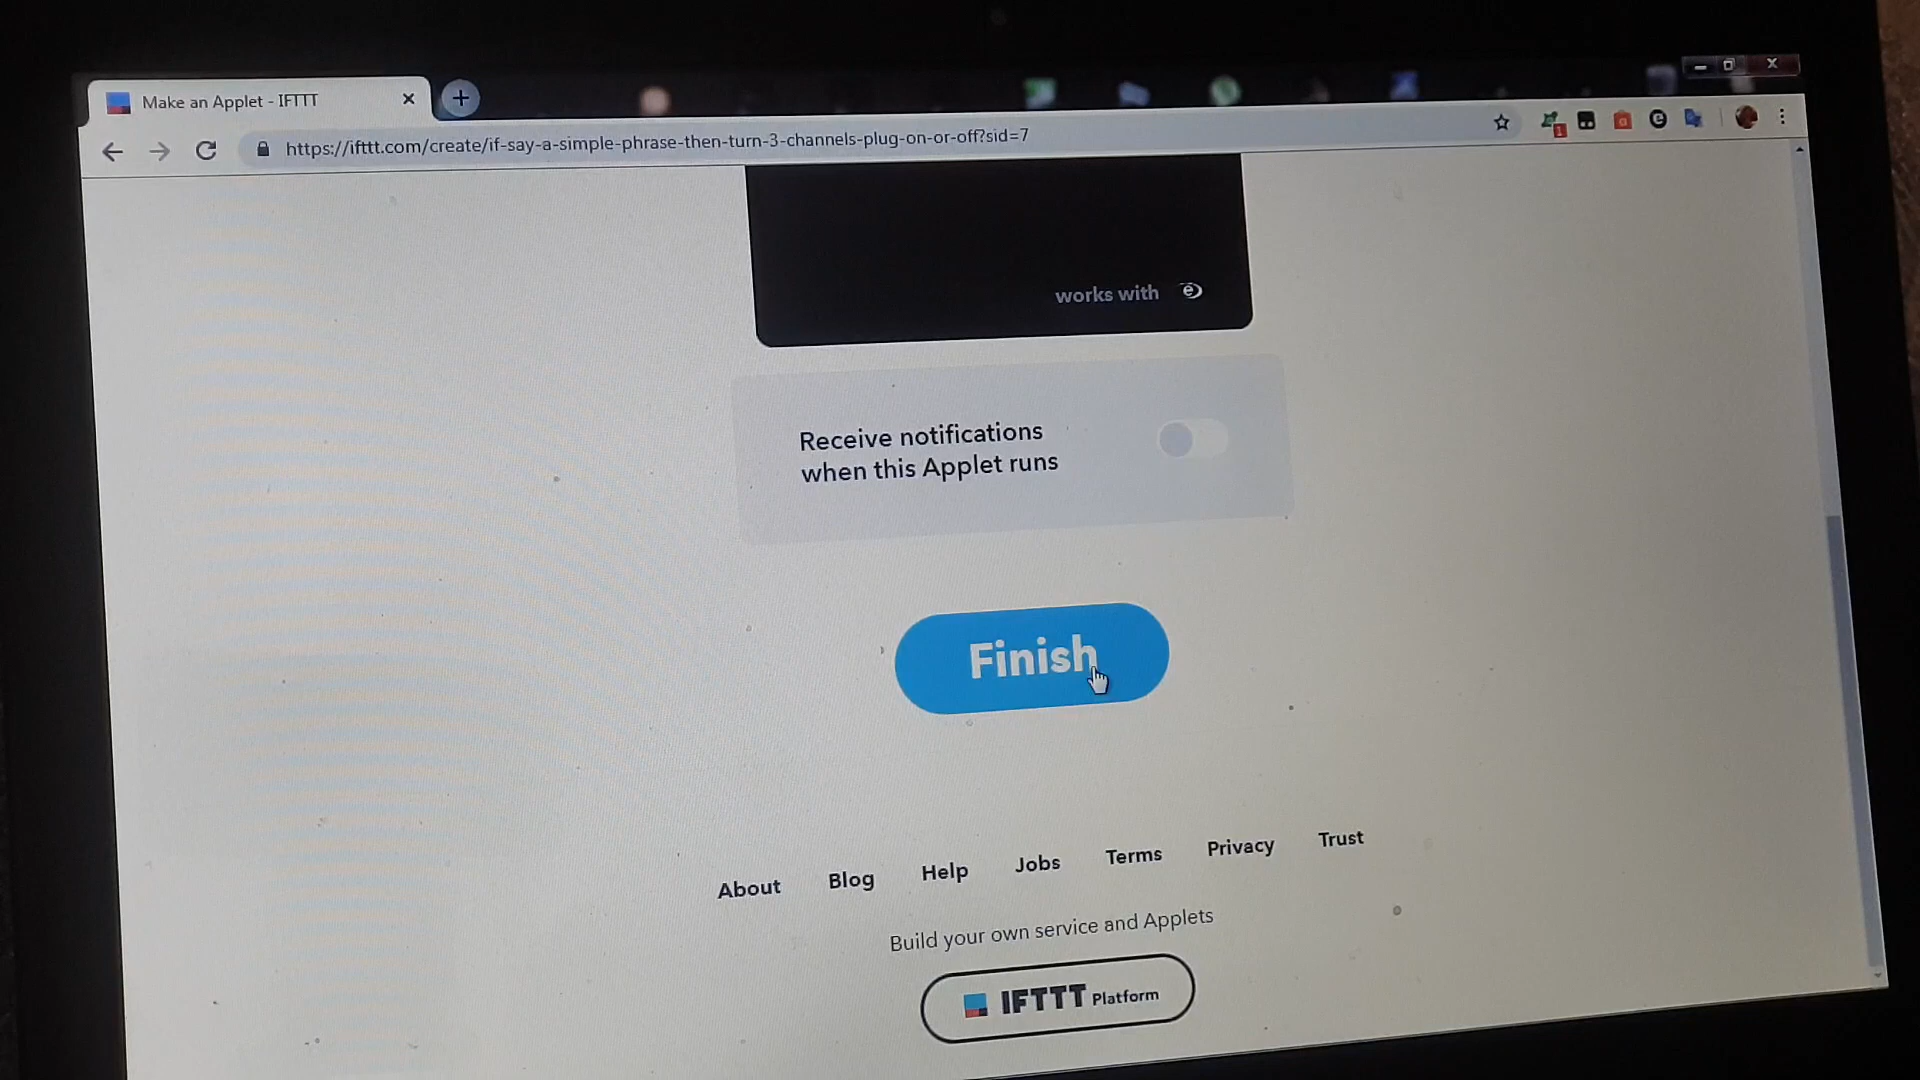 Make an Applet - IFTTT
https://ifttt.com/create/if-say-a-simple-phrase-then-turn-3-channels-plug-on-or-off?sid=7
works with
Receive notifications
when this Applet runs
Finish
About Blog Help Jobs Terms Privacy Trust
Build your own service and Applets
IFTTT Platform